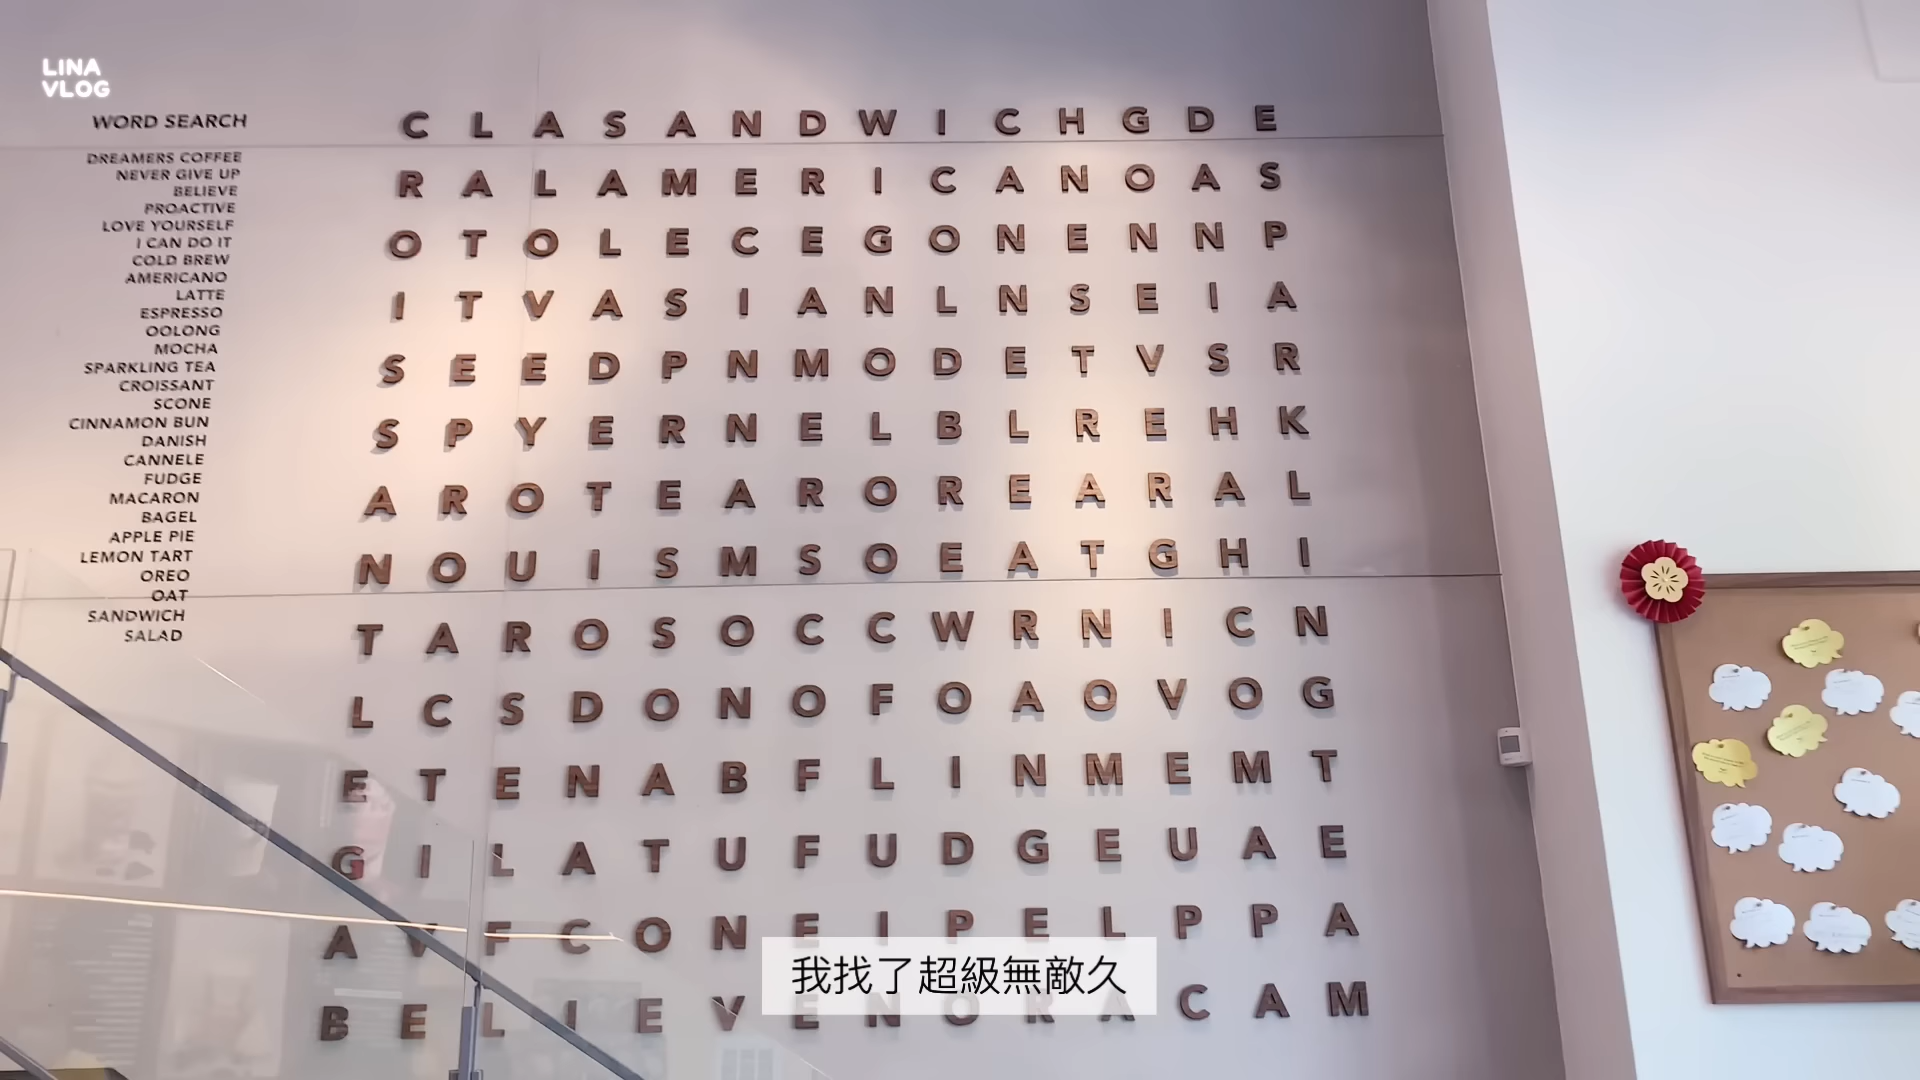 LINA
VLOG
WORD SEARCH
DREAMERS COFFEE
NEVER GIVE UP
BELIEVE
PROACTIVE
LOVE YOURSELF
I CAN DO IT
COLD BREW
AMERICANO
LATTE
ESPRESSO
OOLONG
MOCHA
SPARKLING TEA
CROISSANT
SCONE
CINNAMON BUN
DANISH
CANNELE
FUDGE
MACARON
BAGEL
APPLE PIE
LEMON TART
OREO
OAT
SANDWICH
SALAD
C L A S A N D W I C H G D E
R A L A M E R I C A N O A S
O T O L E C E G O N E N N P
I T V A S I A N L N S E I A
S E E D P N M O D E T V S R
S P Y E R N E L B L R E H K
A R O T E A R O R E A R A L
N O U I S M S O E A T G H I
T A R O S O C C W R N I C N
L C S D O N O F O A O V O G
E T E N A B F L I N M E M T
G I L A T U F U D G E U A E
A V F C O N E I P E L P P A
B E L I E V E N O R A C A M
我找了超級無敵久